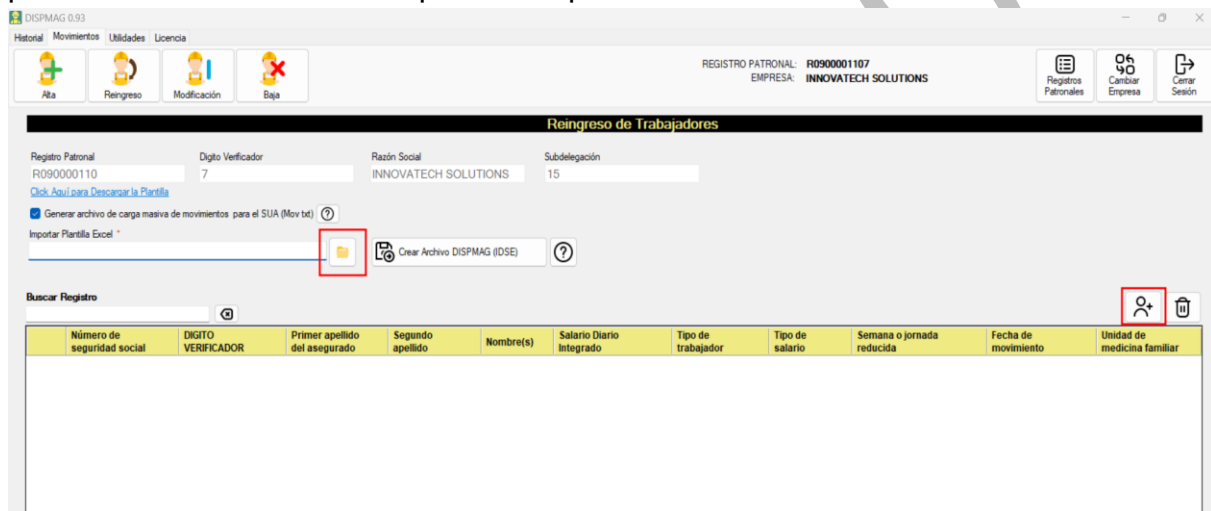 DISPMAG 0.93
Historial Movimientos Utilidades Licencia
Alta Reingreso Modificación Baja
REGISTRO PATRONAL: R0900001107
EMPRESA: INNOVATECH SOLUTIONS
Registros Patronales
Cambiar Empresa
Cerrar Sesión
Reingreso de Trabajadores
Registro Patronal Digito Verificador Razón Social Subdelegación
R090000110 7 INNOVATECH SOLUTIONS 15
Click Aquí para Descargar la Plantilla
Generar archivo de carga masiva de movimientos para el SUA (Mov txt)
Importar Plantilla Excel *
Crear Archivo DISPMAG (IDSE)
Buscar Registro
Número de seguridad social
DIGITO VERIFICADOR
Primer apellido del asegurado
Segundo apellido
Nombre(s)
Salario Diario Integrado
Tipo de trabajador
Tipo de salario
Semana o jornada reducida
Fecha de movimiento
Unidad de medicina familiar